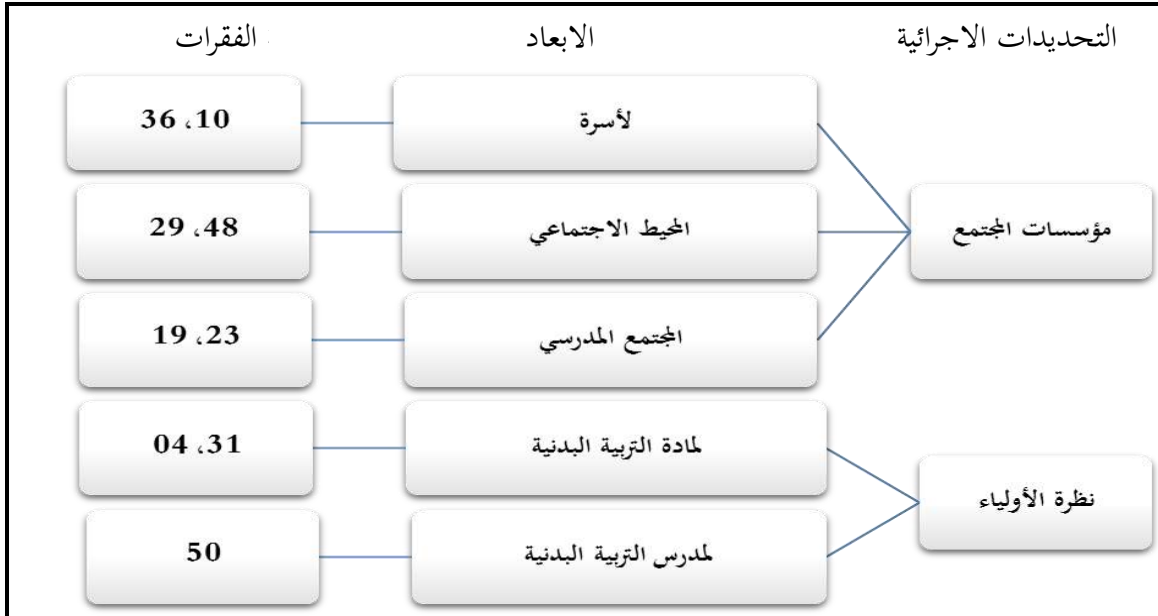 التحديدات الاجرائية الابعاد الفقرات
مؤسسات المجتمع
لأسرة
10، 36
المحيط الاجتماعي
48، 29
المجتمع المدرسي
23، 19
نظرة الأولياء
لمادة التربية البدنية
31، 04
لمدرس التربية البدنية
50